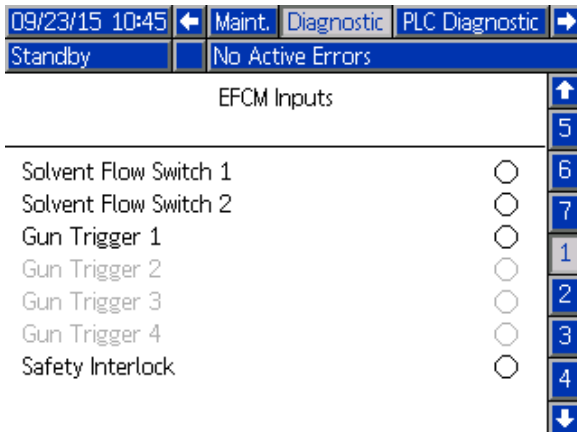 09/23/15 10:45 Maint. Diagnostic PLC Diagnostic
Standby No Active Errors
EFCM Inputs
5
Solvent Flow Switch 1 6
Solvent Flow Switch 2 7
Gun Trigger 1 1
Gun Trigger 2
Gun Trigger 3 2
Gun Trigger 4 3
Safety Interlock 4